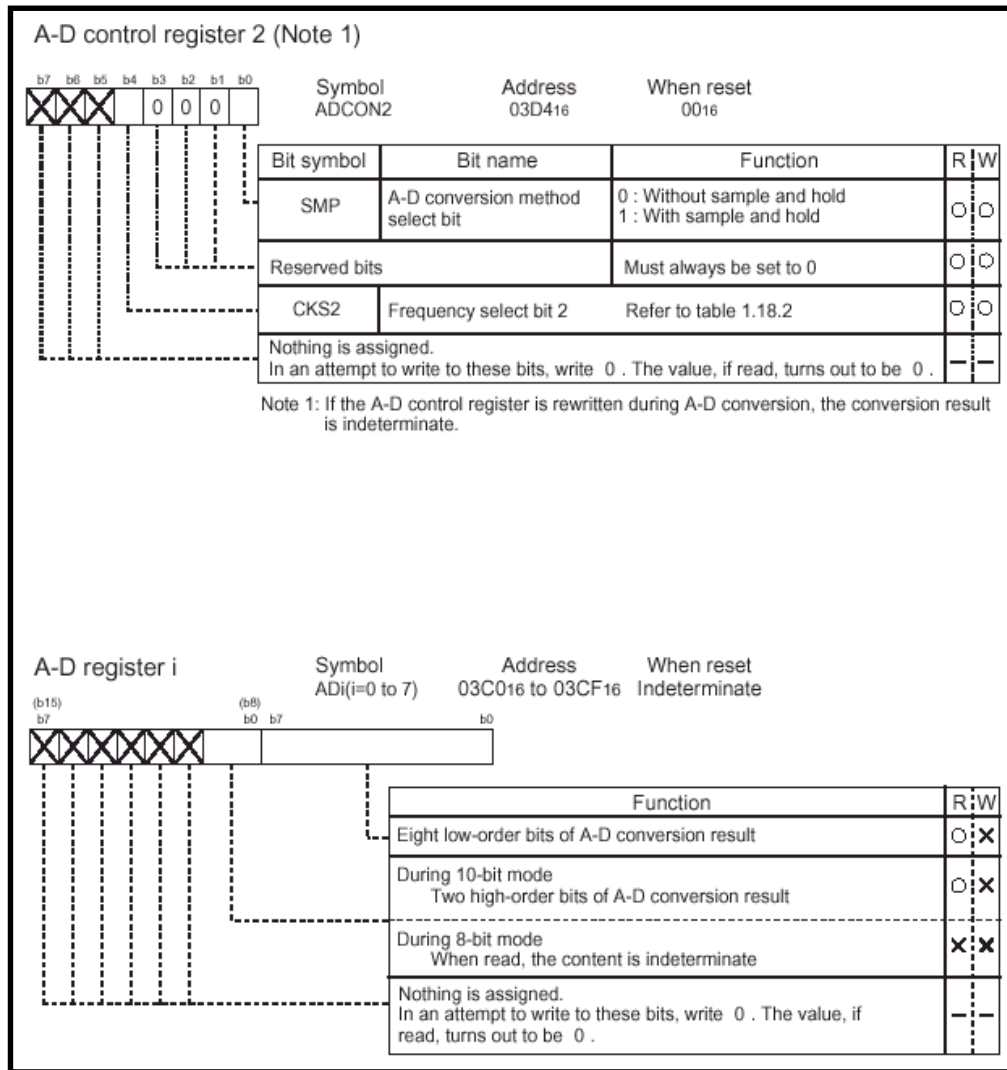 A-D control register 2 (Note 1)
b7 b6 b5 b4 b3 b2 b1 b0
0 0 0
Symbol Address When reset
ADCON2 03D416 0016
Bit symbol Bit name Function R W
SMP A-D conversion method select bit 0 : Without sample and hold
1 : With sample and hold
Reserved bits Must always be set to 0
CKS2 Frequency select bit 2 Refer to table 1.18.2
Nothing is assigned.
In an attempt to write to these bits, write 0 . The value, if read, turns out to be 0 .
Note 1: If the A-D control register is rewritten during A-D conversion, the conversion result
is indeterminate.
A-D register i
Symbol Address When reset
ADi(i=0 to 7) 03C016 to 03CF16 Indeterminate
(b15) (b8)
b7 b0 b7 b0
Function R W
Eight low-order bits of A-D conversion result
During 10-bit mode
Two high-order bits of A-D conversion result
During 8-bit mode
When read, the content is indeterminate
Nothing is assigned.
In an attempt to write to these bits, write 0 . The value, if
read, turns out to be 0 .